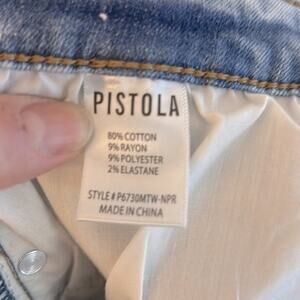 PISTOLA
80% COTTON
9% RAYON
9% POLYESTER
2% ELASTANE
STYLE # P6730MTW-NPR
MADE IN CHINA